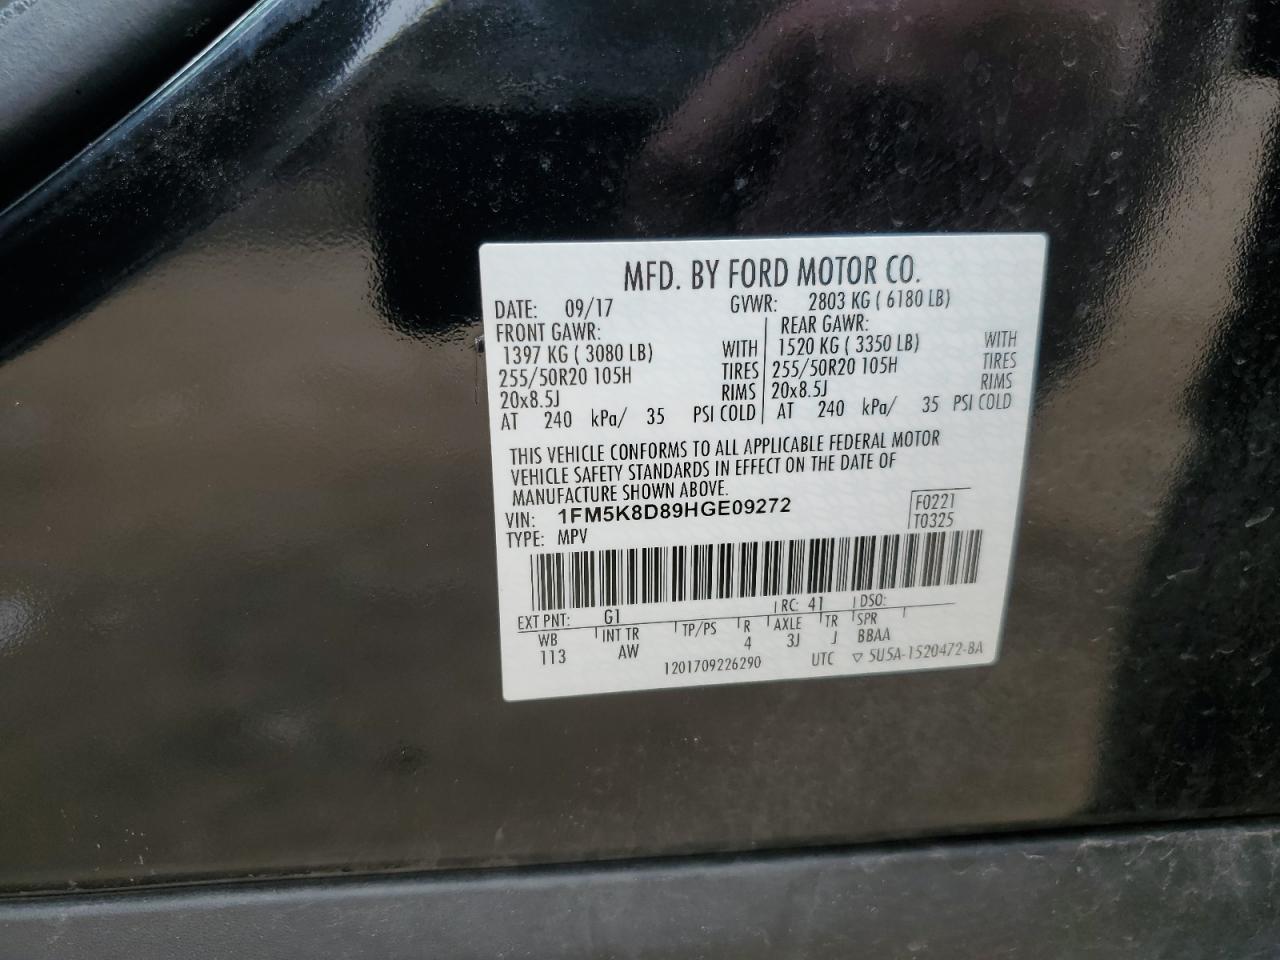 MFD. BY FORD MOTOR CO.
DATE: 09/17 GVWR: 2803 KG ( 6180 LB)
FRONT GAWR: REAR GAWR:
1397 KG ( 3080 LB) WITH 1520 KG ( 3350 LB) WITH
255/50R20 105H TIRES 255/50R20 105H TIRES
20x8.5J RIMS 20x8.5J RIMS
AT 240 kPa/ 35 PSI COLD AT 240 kPa/ 35 PSI COLD
THIS VEHICLE CONFORMS TO ALL APPLICABLE FEDERAL MOTOR
VEHICLE SAFETY STANDARDS IN EFFECT ON THE DATE OF
MANUFACTURE SHOWN ABOVE.
VIN: 1FM5K8D89HGE09272 F0221
TYPE: MPV T0325
EXT PNT: G1 RC: 41 DSO:
WB INT TR TP/PS R AXLE TR SPR
113 AW 4 3J J BBAA
1201709226290 UTC ▽ 5U5A-1520472-BA